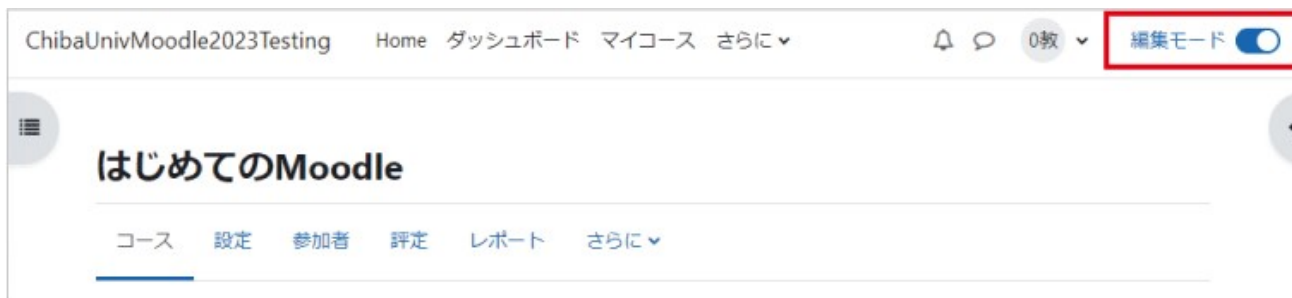 ChibaUnivMoodle2023Testing Home ダッシュボード マイコース さらに 0教 編集モード
はじめてのMoodle
コース 設定 参加者 評定 レポート さらに